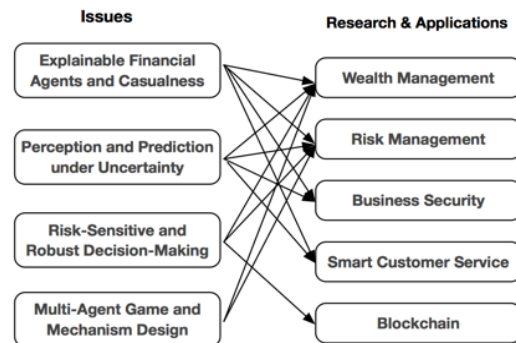 Issues
Research & Applications
Explainable Financial
Agents and Casualness
Perception and Prediction
under Uncertainty
Risk-Sensitive and
Robust Decision-Making
Multi-Agent Game and
Mechanism Design
Wealth Management
Risk Management
Business Security
Smart Customer Service
Blockchain